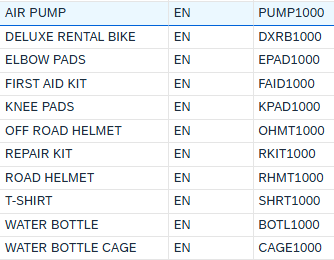 AIR PUMP EN PUMP1000
DELUXE RENTAL BIKE EN DXRB1000
ELBOW PADS EN EPAD1000
FIRST AID KIT EN FAID1000
KNEE PADS EN KPAD1000
OFF ROAD HELMET EN OHMT1000
REPAIR KIT EN RKIT1000
ROAD HELMET EN RHMT1000
T-SHIRT EN SHRT1000
WATER BOTTLE EN BOTL1000
WATER BOTTLE CAGE EN CAGE1000